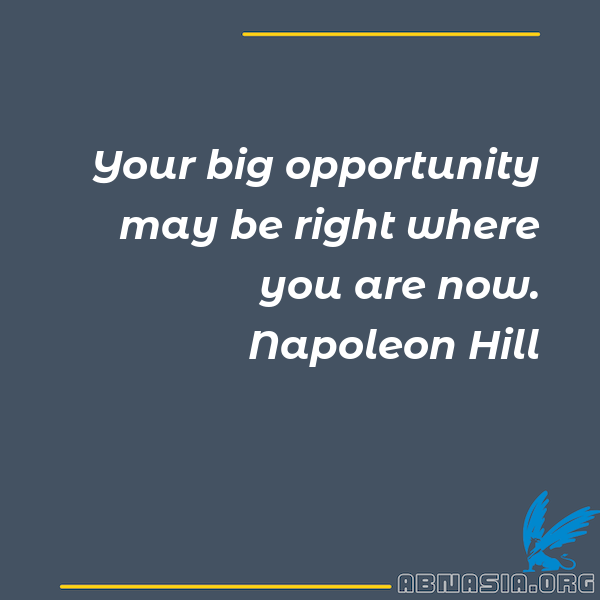 Your big opportunity
may be right where
you are now.
Napoleon Hill
ABNASIA.ORG